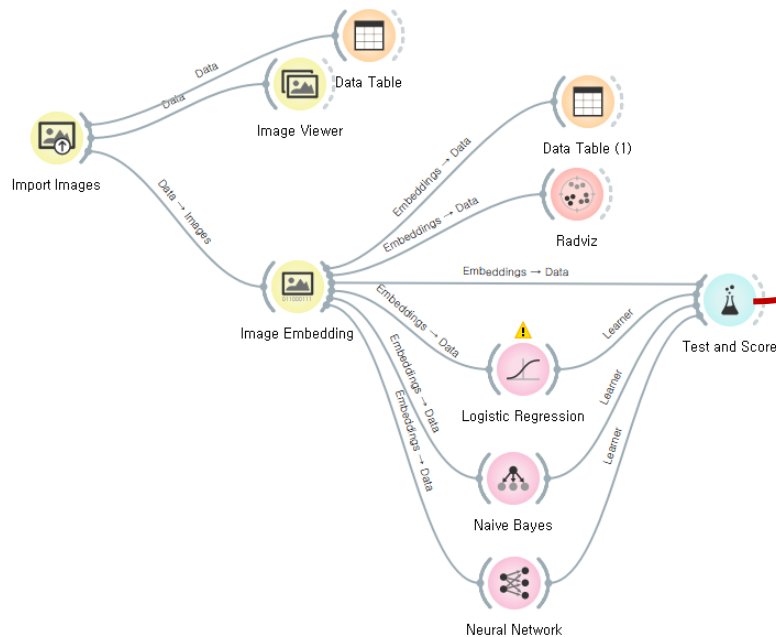 Data
Data Table
Data
Image Viewer
Import Images
Data → Images
Embeddings → Data
Data Table (1)
Embeddings → Data
Radviz
Embeddings → Data
Image Embedding
011000111
Embeddings → Data
Learner
Test and Score
Logistic Regression
Embeddings → Data
Learner
Naive Bayes
Embeddings → Data
Learner
Neural Network